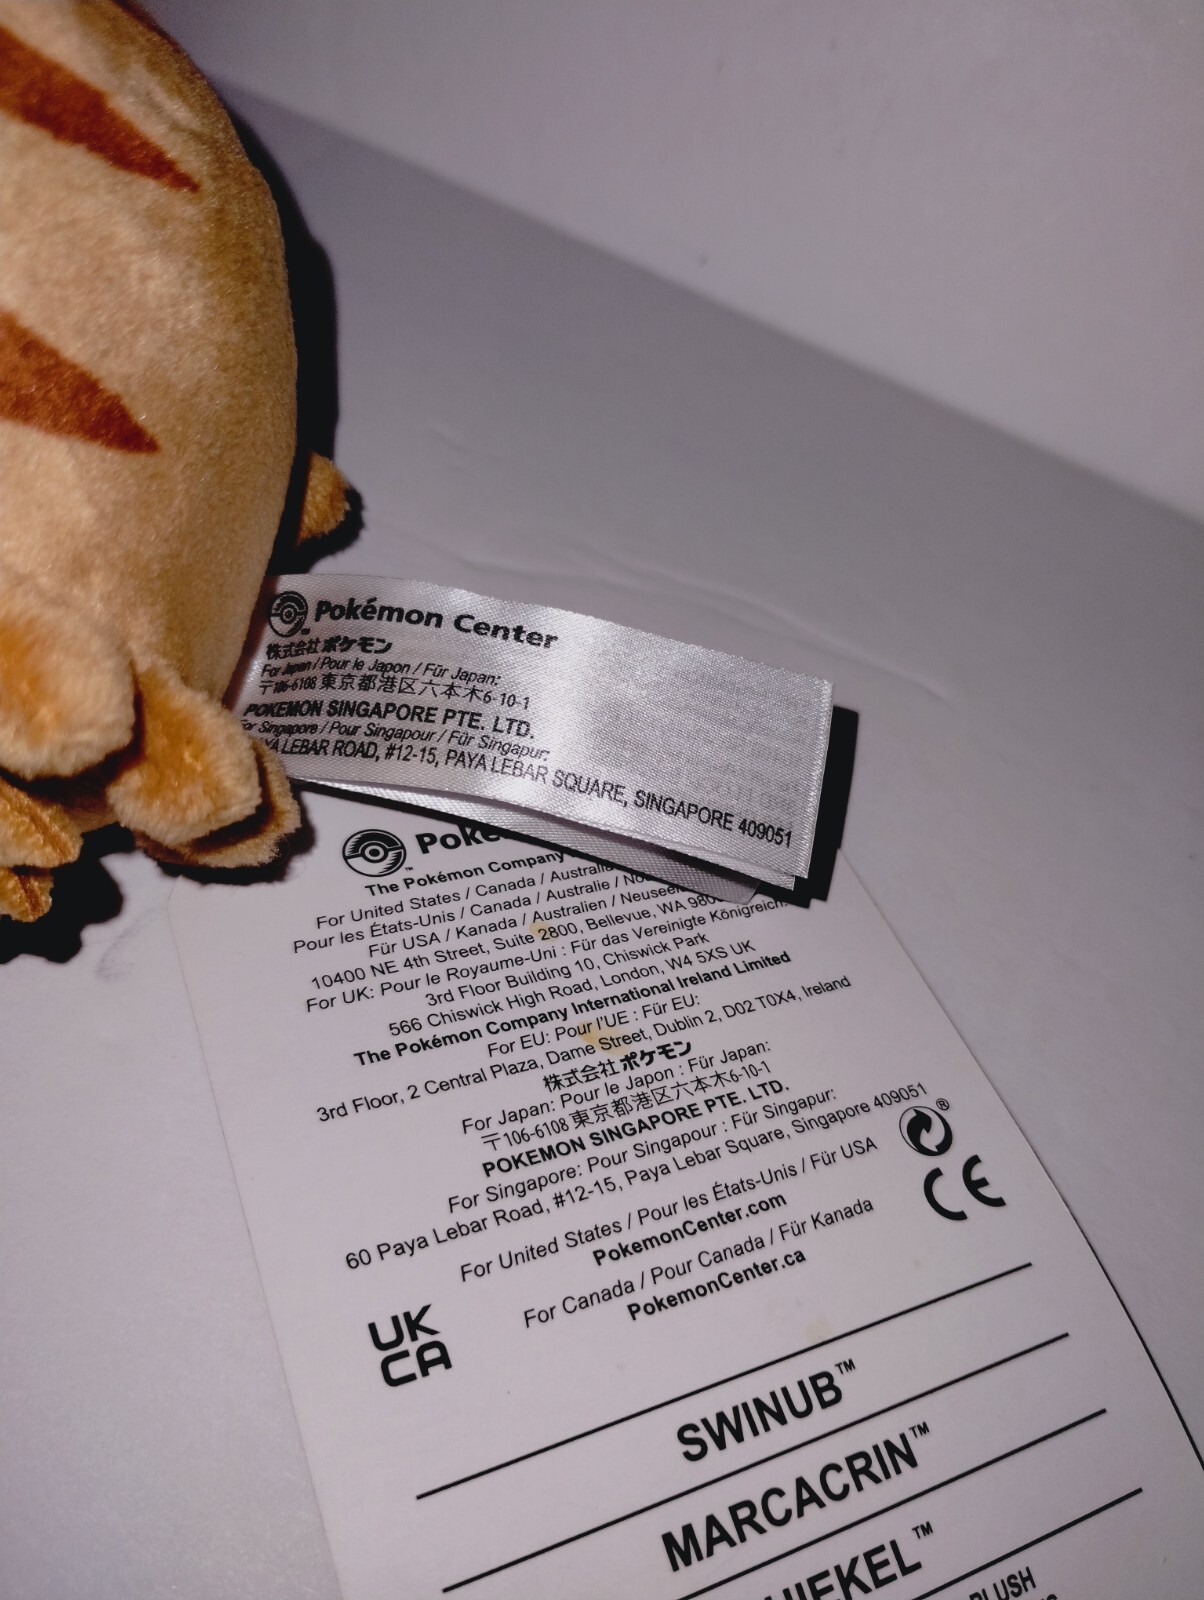 Pokémon Center
株式会社ポケモン
For Japan / Pour le Japon / Für Japan:
〒106-6108 東京都港区六本木6-10-1
POKEMON SINGAPORE PTE. LTD.
For Singapore / Pour Singapour / Für Singapur:
LEBAR ROAD, #12-15, PAYA LEBAR SQUARE, SINGAPORE 409051
Poké
The Pokémon Company
For United States / Canada /
Pour les États-Unis / Canada / Australie /
Für USA / Kanada / Australien /
10400 NE 4th Street, Suite 2800, Bellevue, WA
For UK: Pour le Royaume-Uni : Für das Vereinigte Königreich:
3rd Floor Building 10, Chiswick Park
566 Chiswick High Road, London, W4 5XS UK
The Pokémon Company International Ireland Limited
For EU: Pour l'UE : Für EU:
3rd Floor, 2 Central Plaza, Dame Street, Dublin 2, D02 T0X4, Ireland
株式会社ポケモン
For Japan: Pour le Japon : Für Japan:
〒106-6108 東京都港区六本木6-10-1
POKEMON SINGAPORE PTE. LTD.
For Singapore: Pour Singapour : Für Singapur:
60 Paya Lebar Road, #12-15, Paya Lebar Square, Singapore 409051
For United States / Pour les États-Unis / Für USA
PokemonCenter.com
For Canada / Pour Canada / Für Kanada
PokemonCenter.ca
®
CE
UK
CA
SWINUB™
MARCACRIN™
PLUSH